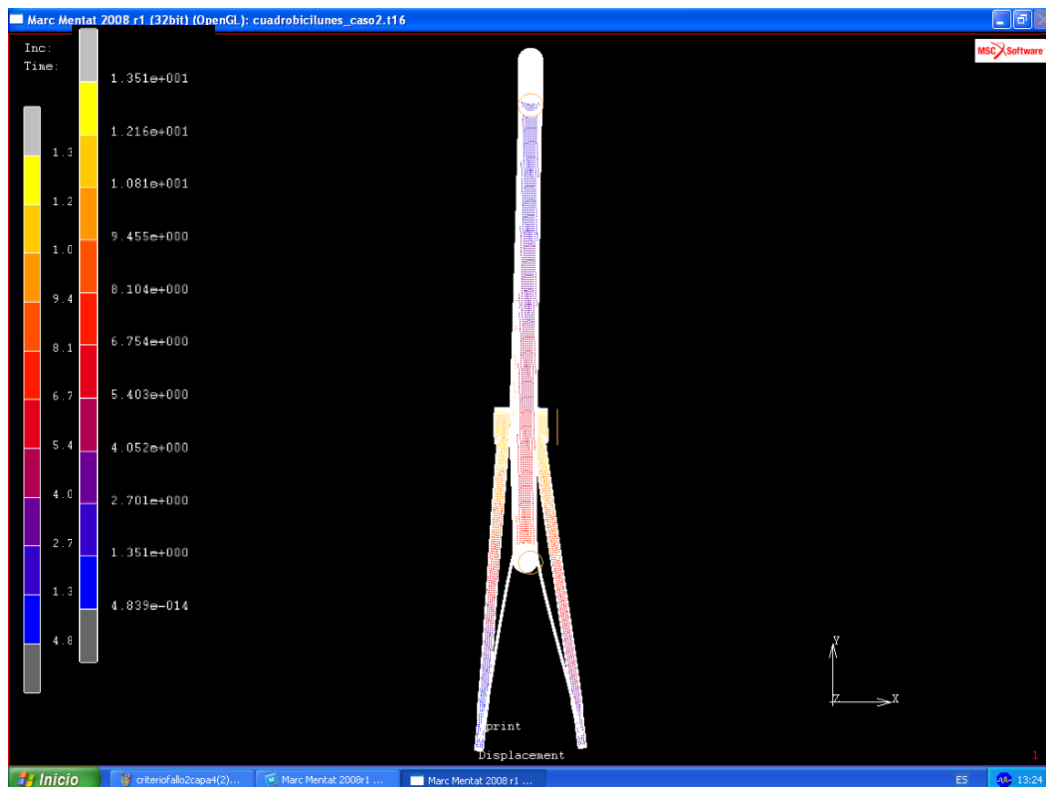 Marc Mentat 2008 r1 (32bit) (OpenGL): cuadrobicilunes_caso2.t16
Inc:
Time:
MSC Software
1.351e+001
1.216e+001
1.081e+001
9.455e+000
8.104e+000
6.754e+000
5.403e+000
4.052e+000
2.701e+000
1.351e+000
4.839e-014
1.3
1.2
1.0
9.4
8.1
6.7
5.4
4.0
2.7
1.3
4.8
Y
Z
X
print
Displacement
1
Inicio
criteriofallo2capa4(2)...
Marc Mentat 2008r1 ...
Marc Mentat 2008 r1 ...
ES
13:24